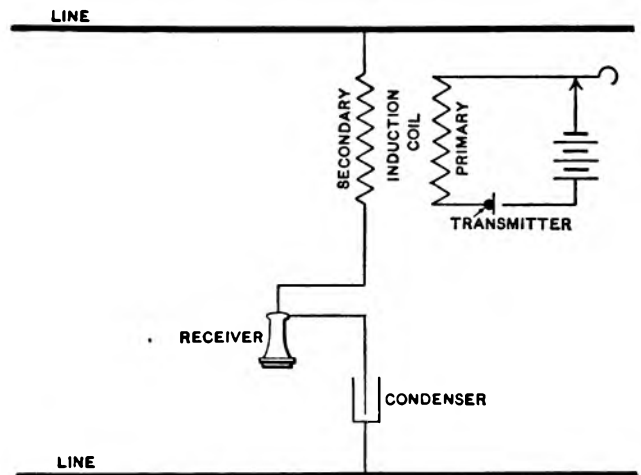 LINE
SECONDARY
INDUCTION
COIL
PRIMARY
TRANSMITTER
RECEIVER
CONDENSER
LINE